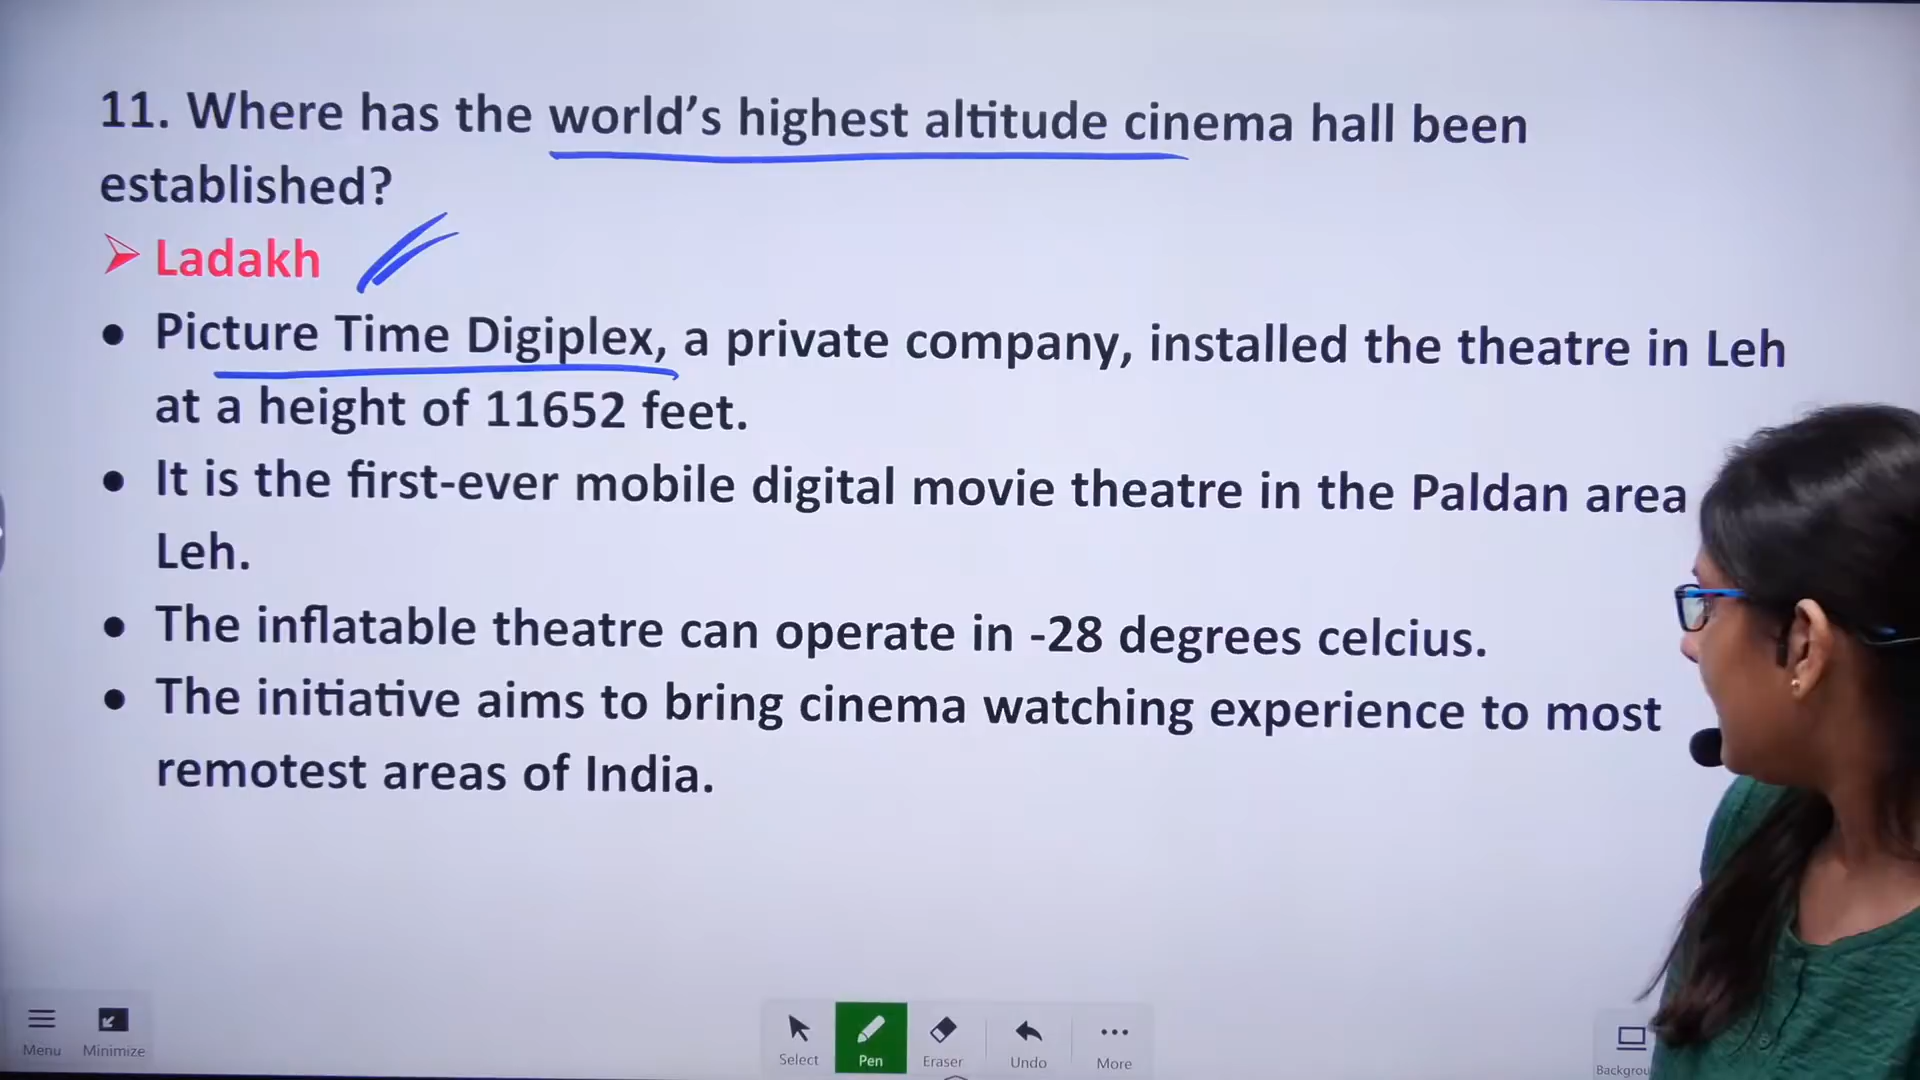 11. Where has the world's highest altitude cinema hall been
established?
Ladakh
Picture Time Digiplex, a private company, installed the theatre in Leh
at a height of 11652 feet.
It is the first-ever mobile digital movie theatre in the Paldan area
Leh.
The inflatable theatre can operate in -28 degrees celcius.
The initiative aims to bring cinema watching experience to most
remotest areas of India.
Menu Minimize Select Pen Eraser Undo More